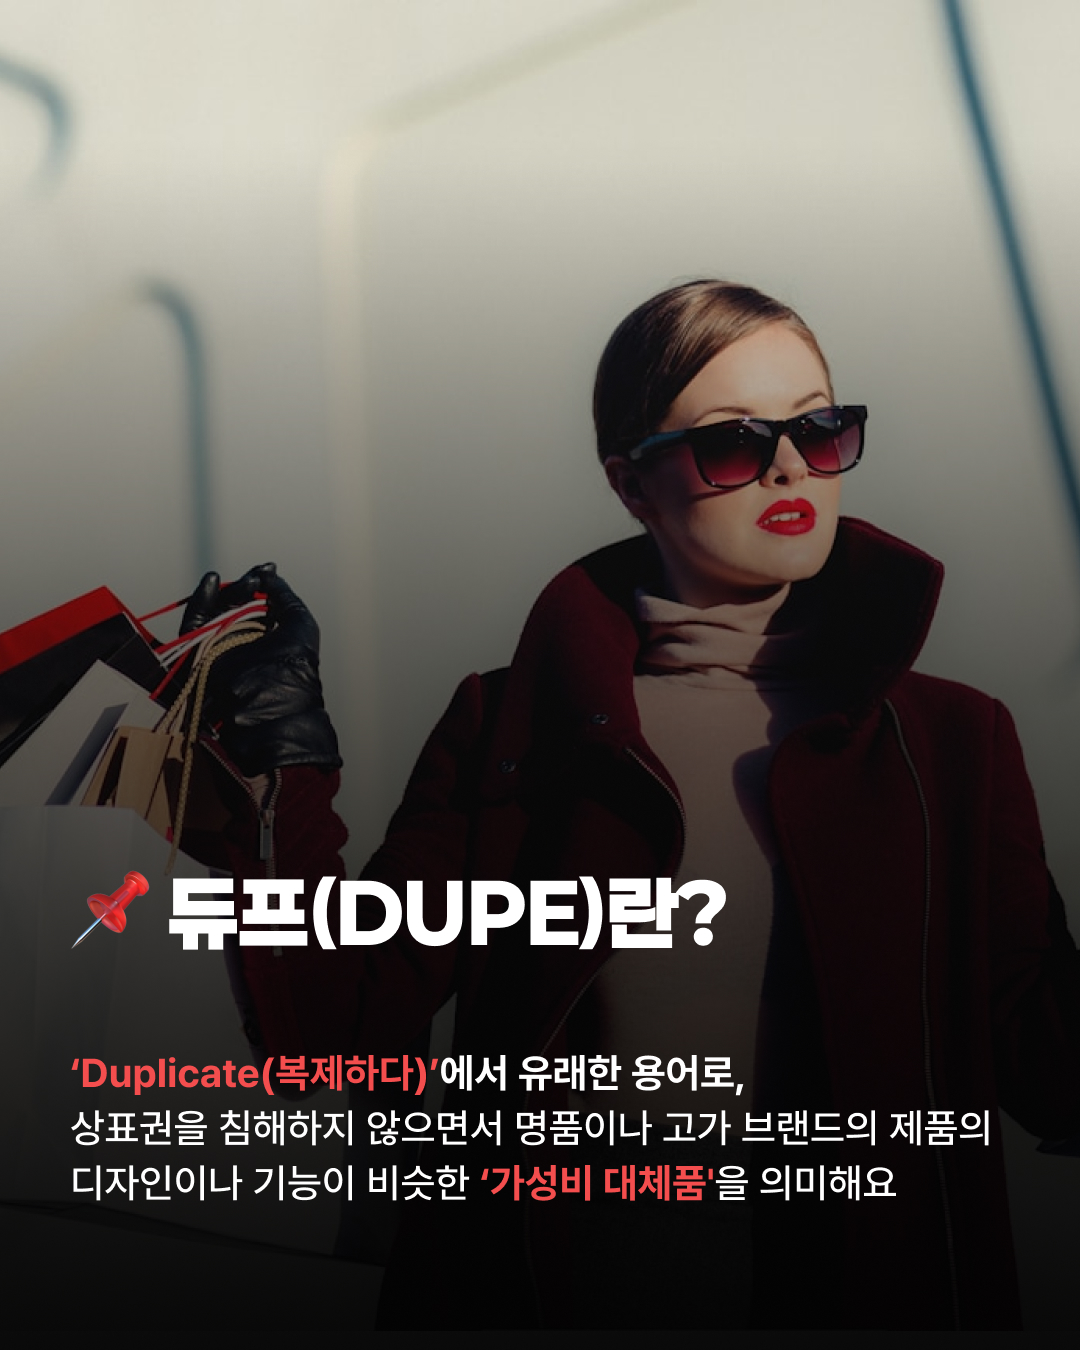 📌 듀프(DUPE)란?
‘Duplicate(복제하다)’에서 유래한 용어로,
상표권을 침해하지 않으면서 명품이나 고가 브랜드의 제품의
디자인이나 기능이 비슷한 ‘가성비 대체품'을 의미해요